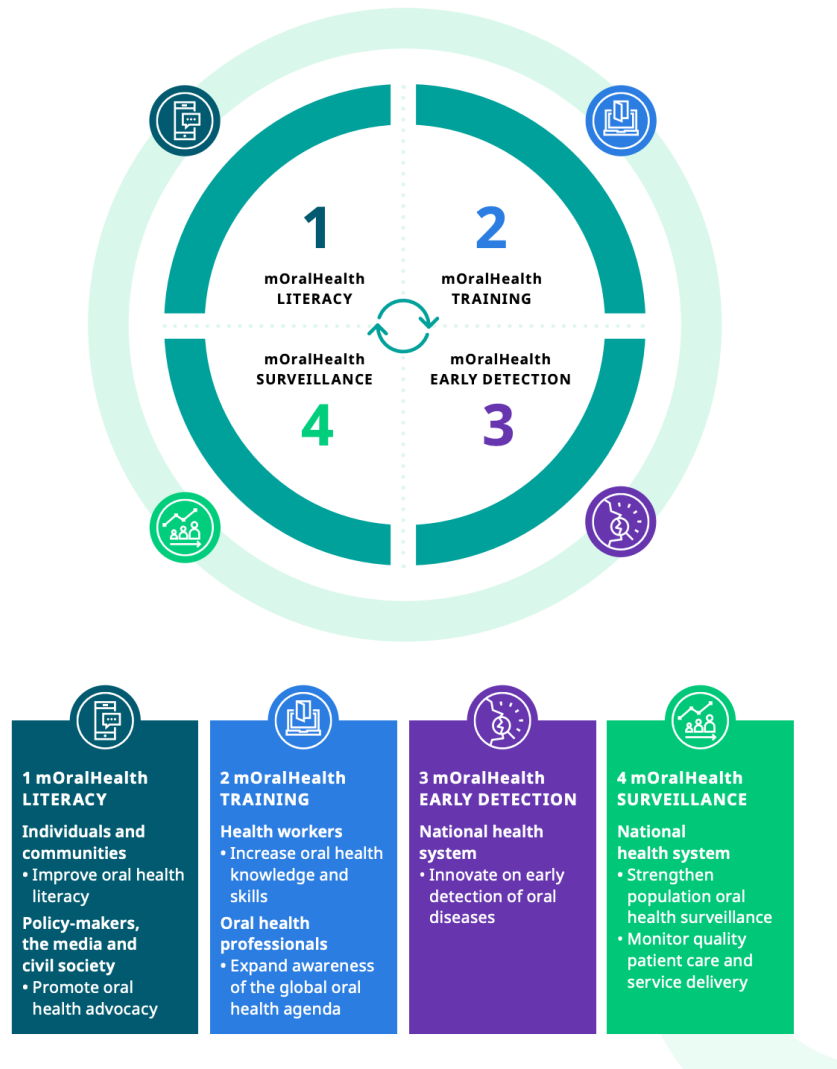 1
mOralHealth
LITERACY
2
mOralHealth
TRAINING
mOralHealth
SURVEILLANCE
4
mOralHealth
EARLY DETECTION
3
1 mOralHealth
LITERACY
Individuals and
communities
• Improve oral health
literacy
Policy-makers,
the media and
civil society
• Promote oral
health advocacy
2 mOralHealth
TRAINING
Health workers
• Increase oral health
knowledge and
skills
Oral health
professionals
• Expand awareness
of the global oral
health agenda
3 mOralHealth
EARLY DETECTION
National health
system
• Innovate on early
detection of oral
diseases
4 mOralHealth
SURVEILLANCE
National
health system
• Strengthen
population oral
health surveillance
• Monitor quality
patient care and
service delivery